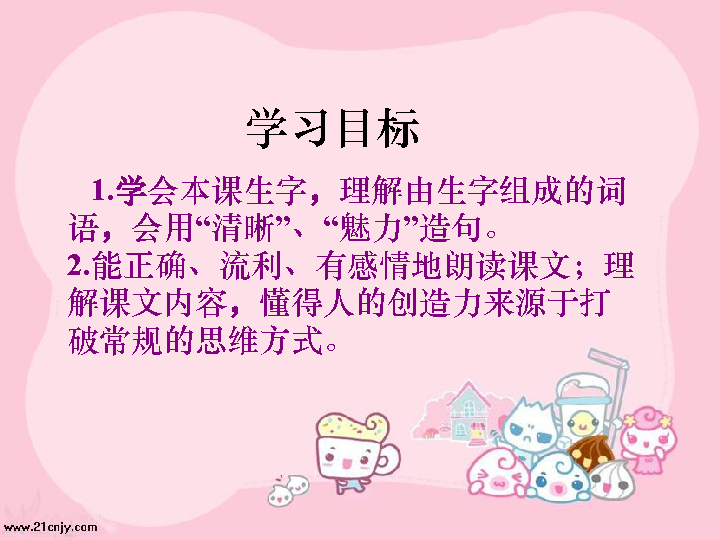 学习目标
1.学会本课生字，理解由生字组成的词
语，会用“清晰”、“魅力”造句。
2.能正确、流利、有感情地朗读课文；理
解课文内容，懂得人的创造力来源于打
破常规的思维方式。
www.21cnjy.com